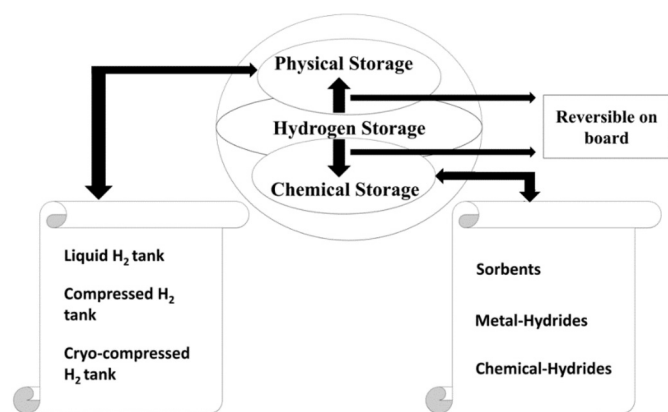 Physical Storage
Hydrogen Storage
Chemical Storage
Reversible on
board
Liquid H₂ tank
Compressed H₂
tank
Cryo-compressed
H₂ tank
Sorbents
Metal-Hydrides
Chemical-Hydrides